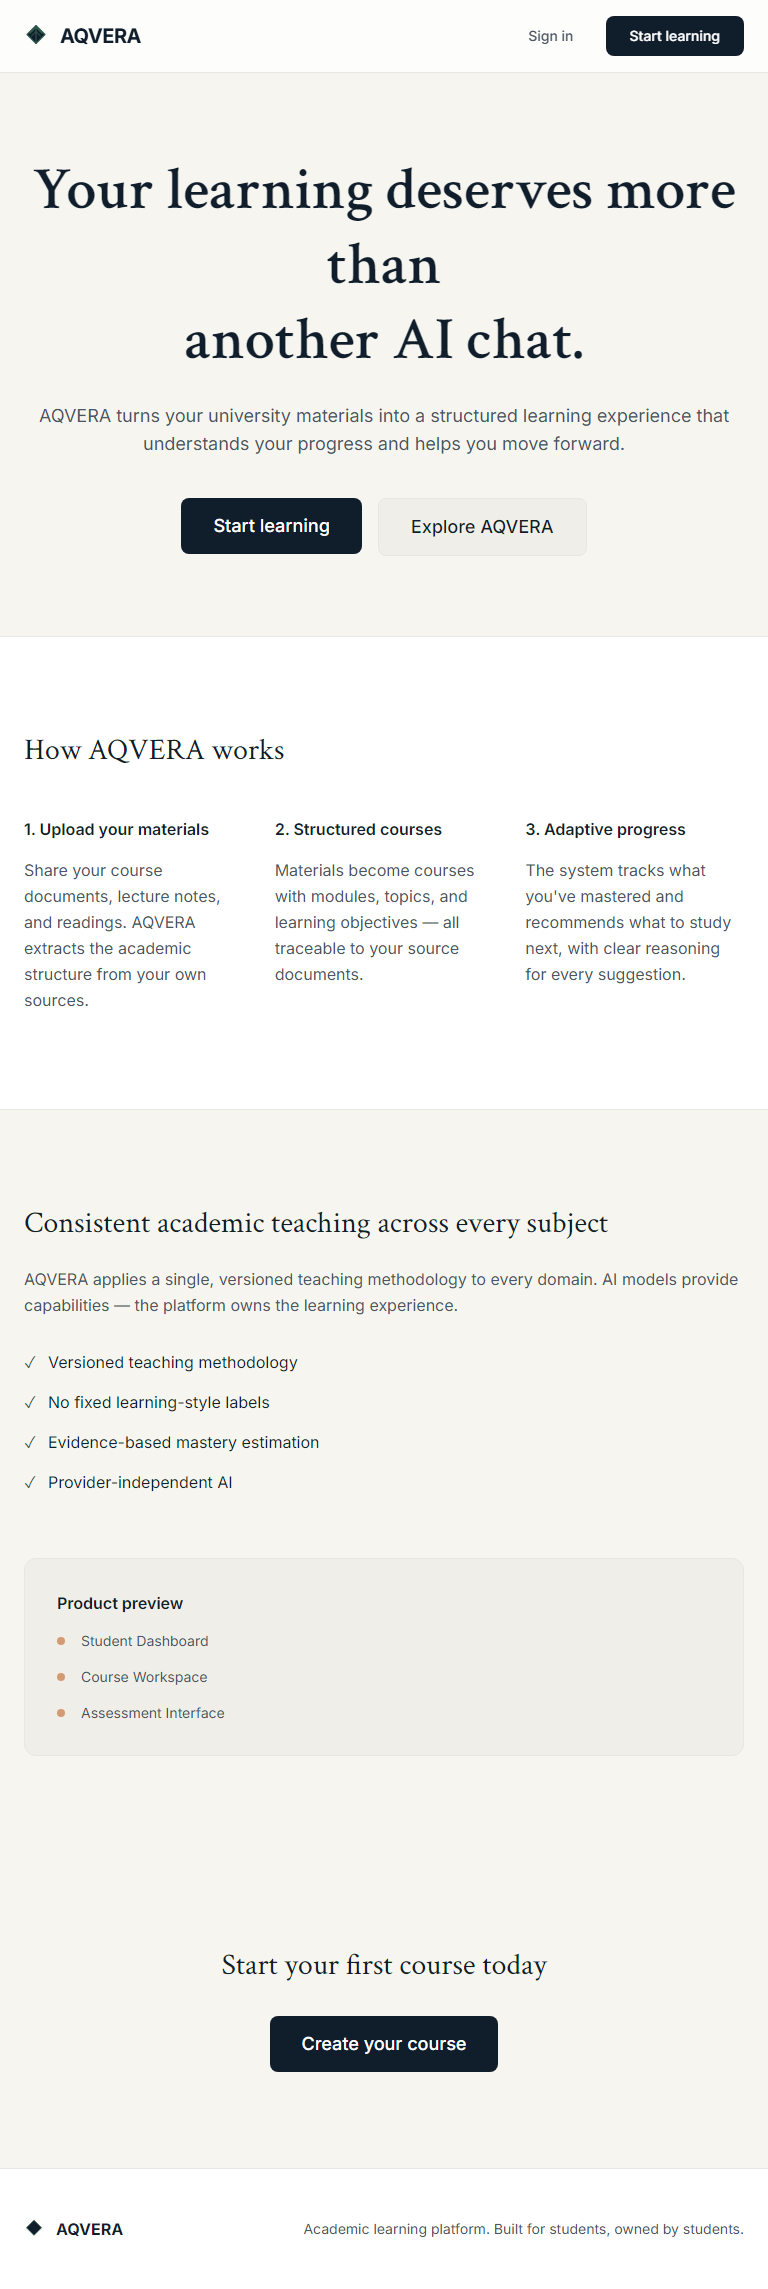 AQVERA
Sign in
Start learning
Your learning deserves more
than
another AI chat.
AQVERA turns your university materials into a structured learning experience that
understands your progress and helps you move forward.
Start learning
Explore AQVERA
How AQVERA works
1. Upload your materials
Share your course
documents, lecture notes,
and readings. AQVERA
extracts the academic
structure from your own
sources.
2. Structured courses
Materials become courses
with modules, topics, and
learning objectives — all
traceable to your source
documents.
3. Adaptive progress
The system tracks what
you've mastered and
recommends what to study
next, with clear reasoning
for every suggestion.
Consistent academic teaching across every subject
AQVERA applies a single, versioned teaching methodology to every domain. AI models provide
capabilities — the platform owns the learning experience.
✓ Versioned teaching methodology
✓ No fixed learning-style labels
✓ Evidence-based mastery estimation
✓ Provider-independent AI
Product preview
Student Dashboard
Course Workspace
Assessment Interface
Start your first course today
Create your course
AQVERA
Academic learning platform. Built for students, owned by students.